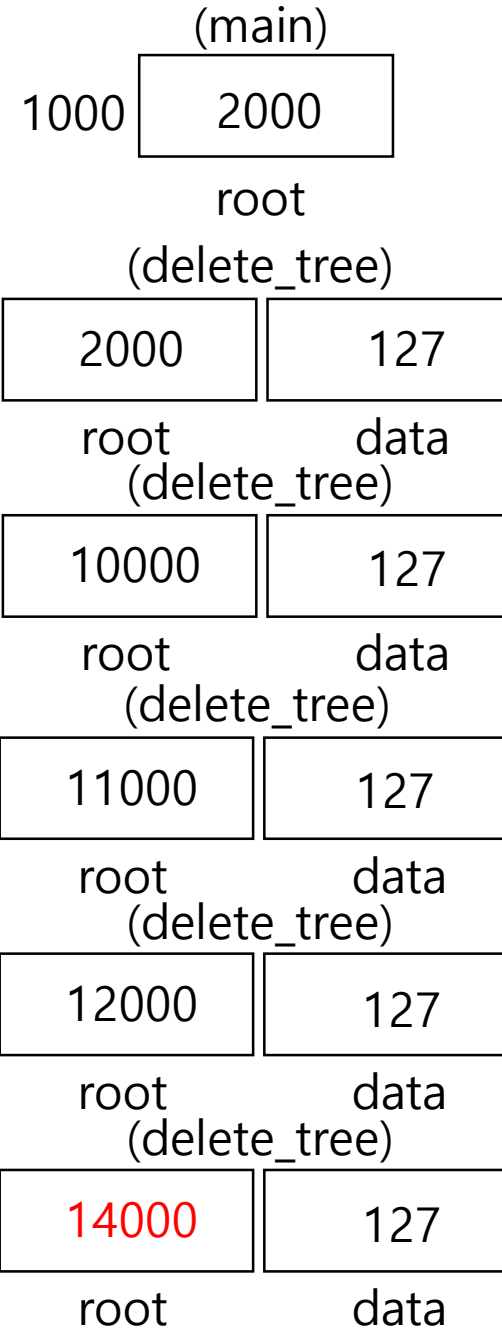 (main)
1000 2000
root
(delete_tree)
2000 127
root data
(delete_tree)
10000 127
root data
(delete_tree)
11000 127
root data
(delete_tree)
12000 127
root data
(delete_tree)
14000 127
root data